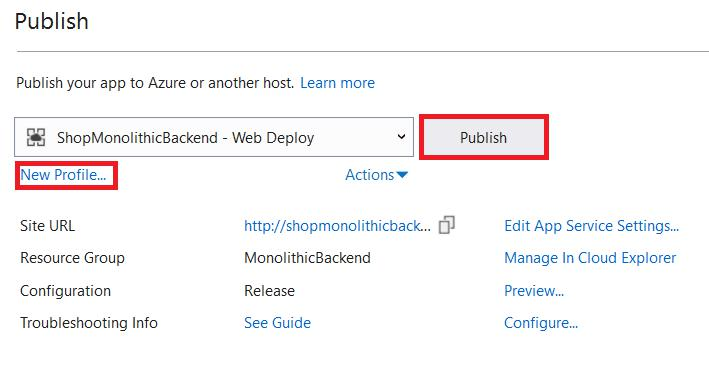 Publish
Publish your app to Azure or another host. Learn more
ShopMonolithicBackend - Web Deploy
Publish
New Profile...
Actions
Site URL
http://shopmonolithicback...
Edit App Service Settings...
Resource Group
MonolithicBackend
Manage In Cloud Explorer
Configuration
Release
Preview...
Troubleshooting Info
See Guide
Configure...